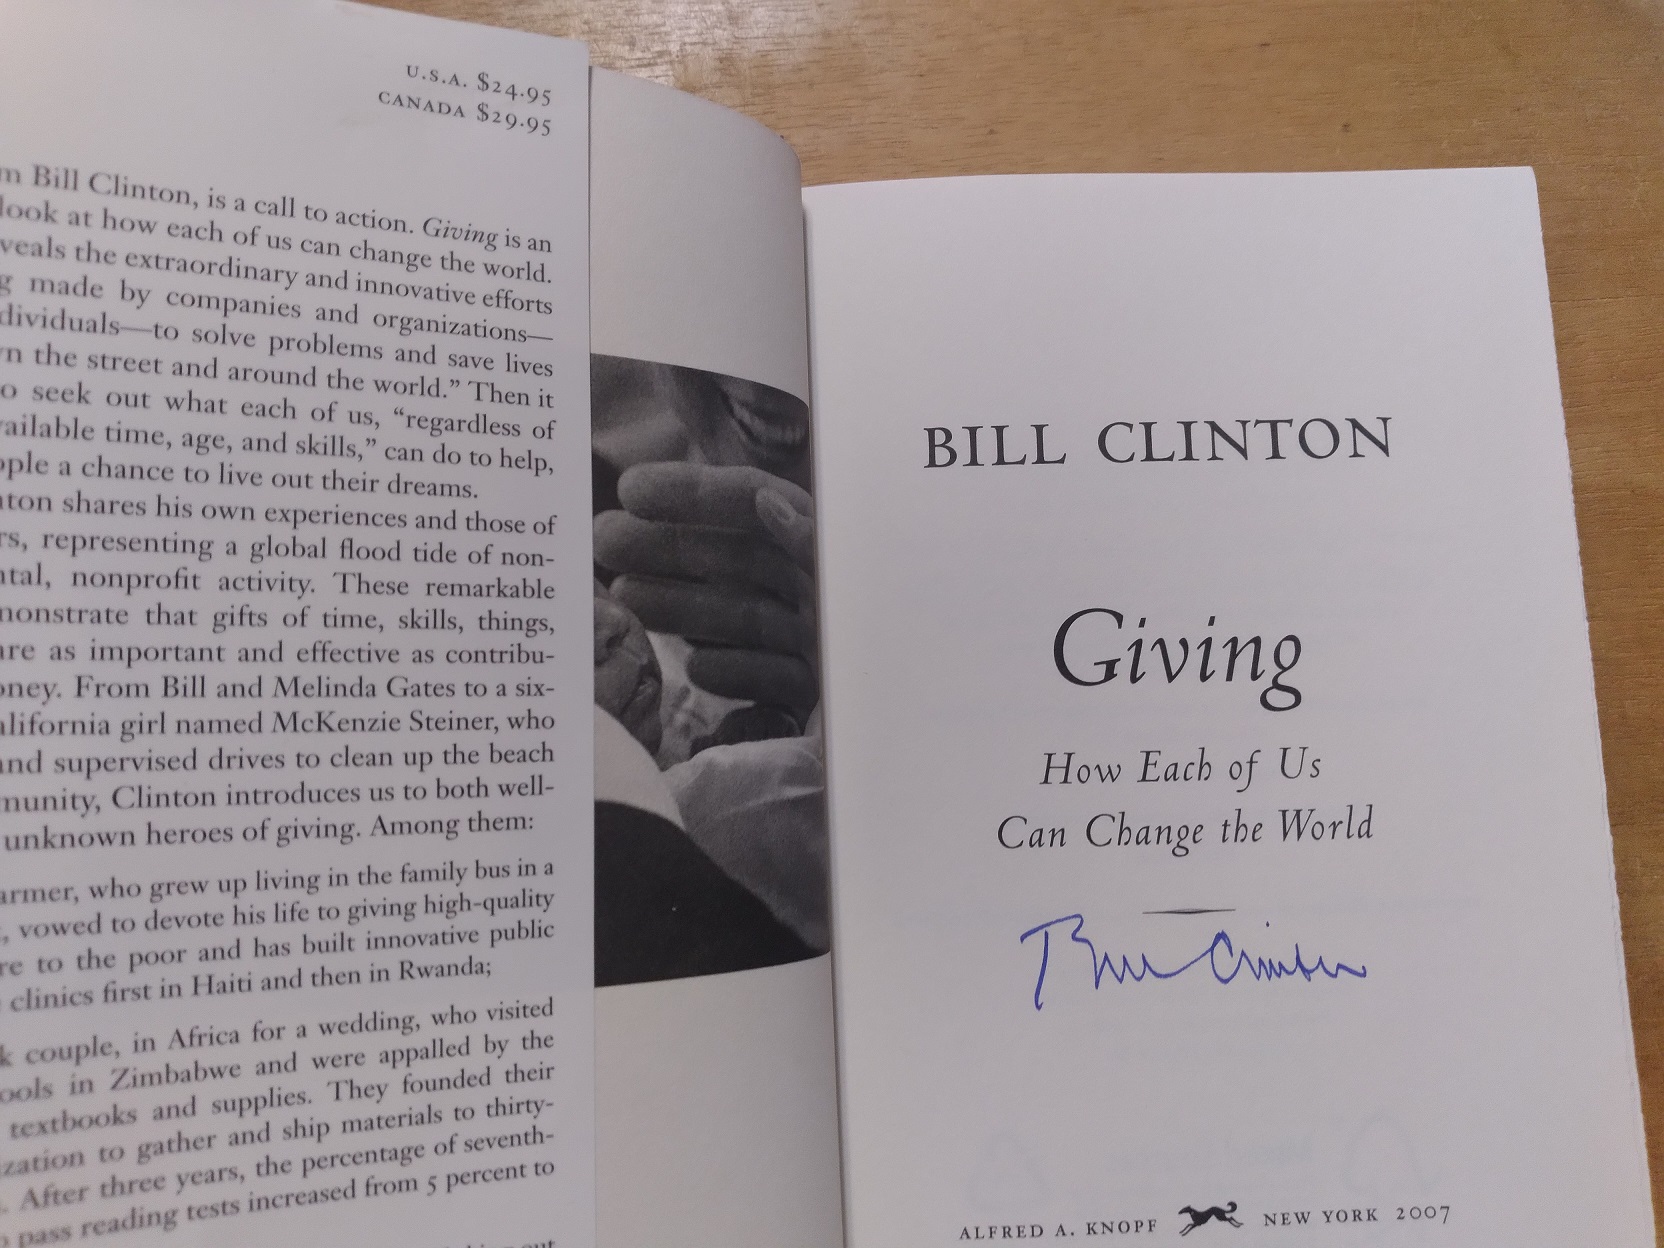 U.S.A. $24.95
CANADA $29.95
Bill Clinton, is a call to action. Giving is an
look at how each of us can change the world.
the extraordinary and innovative efforts
made by companies and organizations—
dividuals—to solve problems and save lives
the street and around the world.” Then it
seek out what each of us, “regardless of
ailable time, age, and skills,” can do to help,
ple a chance to live out their dreams.
ton shares his own experiences and those of
rs, representing a global flood tide of non-
tal, nonprofit activity. These remarkable
monstrate that gifts of time, skills, things,
are as important and effective as contribu-
ney. From Bill and Melinda Gates to a six-
alifornia girl named McKenzie Steiner, who
and supervised drives to clean up the beach
munity, Clinton introduces us to both well-
unknown heroes of giving. Among them:
armer, who grew up living in the family bus in a
, vowed to devote his life to giving high-quality
re to the poor and has built innovative public
clinics first in Haiti and then in Rwanda;
k couple, in Africa for a wedding, who visited
ools in Zimbabwe and were appalled by the
textbooks and supplies. They founded their
ization to gather and ship materials to thirty-
. After three years, the percentage of seventh-
pass reading tests increased from 5 percent to
out
BILL CLINTON
Giving
How Each of Us
Can Change the World
Bill Clinton
ALFRED A. KNOPF NEW YORK 2007